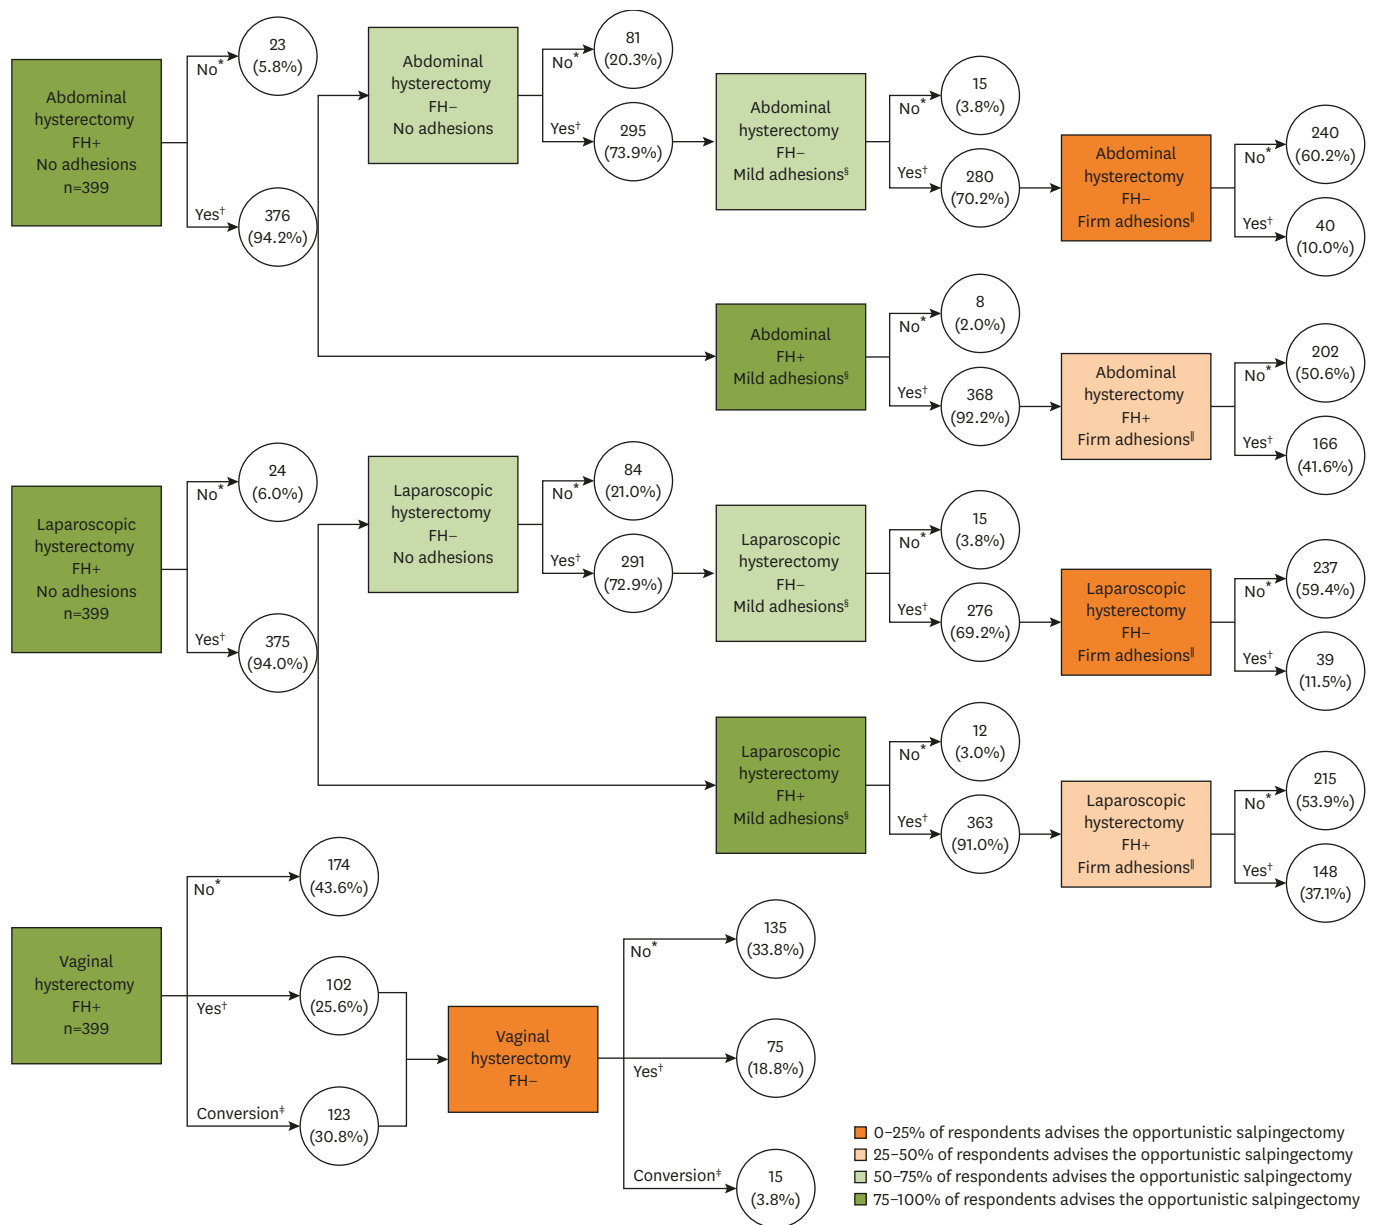 Abdominal
hysterectomy
FH+
No adhesions
n=399
No*
23
(5.8%)
Yes†
376
(94.2%)
Abdominal
hysterectomy
FH−
No adhesions
No*
81
(20.3%)
Yes†
295
(73.9%)
Abdominal
hysterectomy
FH−
Mild adhesions§
No*
15
(3.8%)
Yes†
280
(70.2%)
Abdominal
hysterectomy
FH−
Firm adhesions‖
No*
240
(60.2%)
Yes†
40
(10.0%)
Abdominal
FH+
Mild adhesions§
No*
8
(2.0%)
Yes†
368
(92.2%)
Abdominal
hysterectomy
FH+
Firm adhesions‖
No*
202
(50.6%)
Yes†
166
(41.6%)
Laparoscopic
hysterectomy
FH+
No adhesions
n=399
No*
24
(6.0%)
Yes†
375
(94.0%)
Laparoscopic
hysterectomy
FH−
No adhesions
No*
84
(21.0%)
Yes†
291
(72.9%)
Laparoscopic
hysterectomy
FH−
Mild adhesions§
No*
15
(3.8%)
Yes†
276
(69.2%)
Laparoscopic
hysterectomy
FH−
Firm adhesions‖
No*
237
(59.4%)
Yes†
39
(11.5%)
Laparoscopic
hysterectomy
FH+
Mild adhesions§
No*
12
(3.0%)
Yes†
363
(91.0%)
Laparoscopic
hysterectomy
FH+
Firm adhesions‖
No*
215
(53.9%)
Yes†
148
(37.1%)
Vaginal
hysterectomy
FH+
n=399
No*
174
(43.6%)
Yes†
102
(25.6%)
Conversion‡
123
(30.8%)
Vaginal
hysterectomy
FH−
No*
135
(33.8%)
Yes†
75
(18.8%)
Conversion‡
15
(3.8%)
0−25% of respondents advises the opportunistic salpingectomy
25−50% of respondents advises the opportunistic salpingectomy
50−75% of respondents advises the opportunistic salpingectomy
75−100% of respondents advises the opportunistic salpingectomy